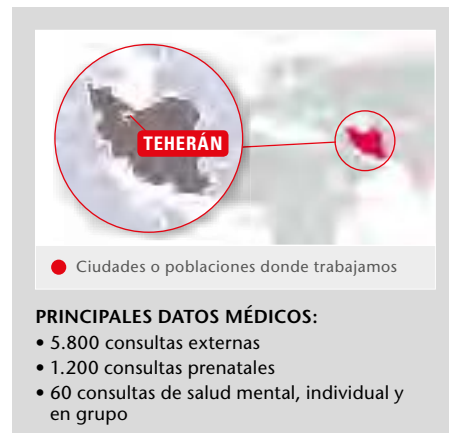 TEHERÁN
Ciudades o poblaciones donde trabajamos
PRINCIPALES DATOS MÉDICOS:
• 5.800 consultas externas
• 1.200 consultas prenatales
• 60 consultas de salud mental, individual y
en grupo